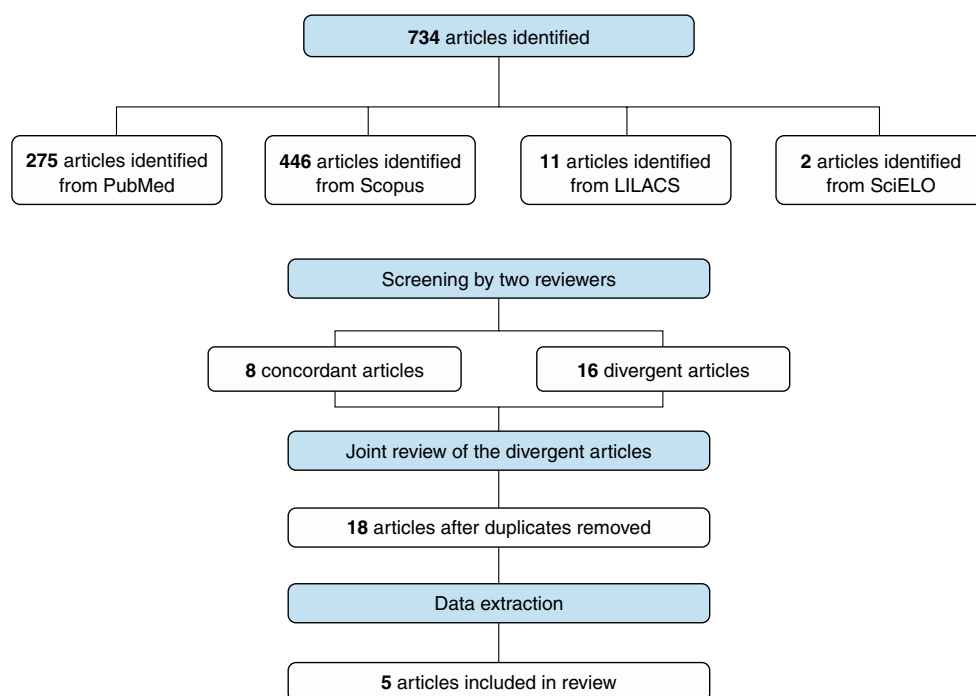 734 articles identified
275 articles identified
from PubMed
446 articles identified
from Scopus
11 articles identified
from LILACS
2 articles identified
from SciELO
Screening by two reviewers
8 concordant articles
16 divergent articles
Joint review of the divergent articles
18 articles after duplicates removed
Data extraction
5 articles included in review